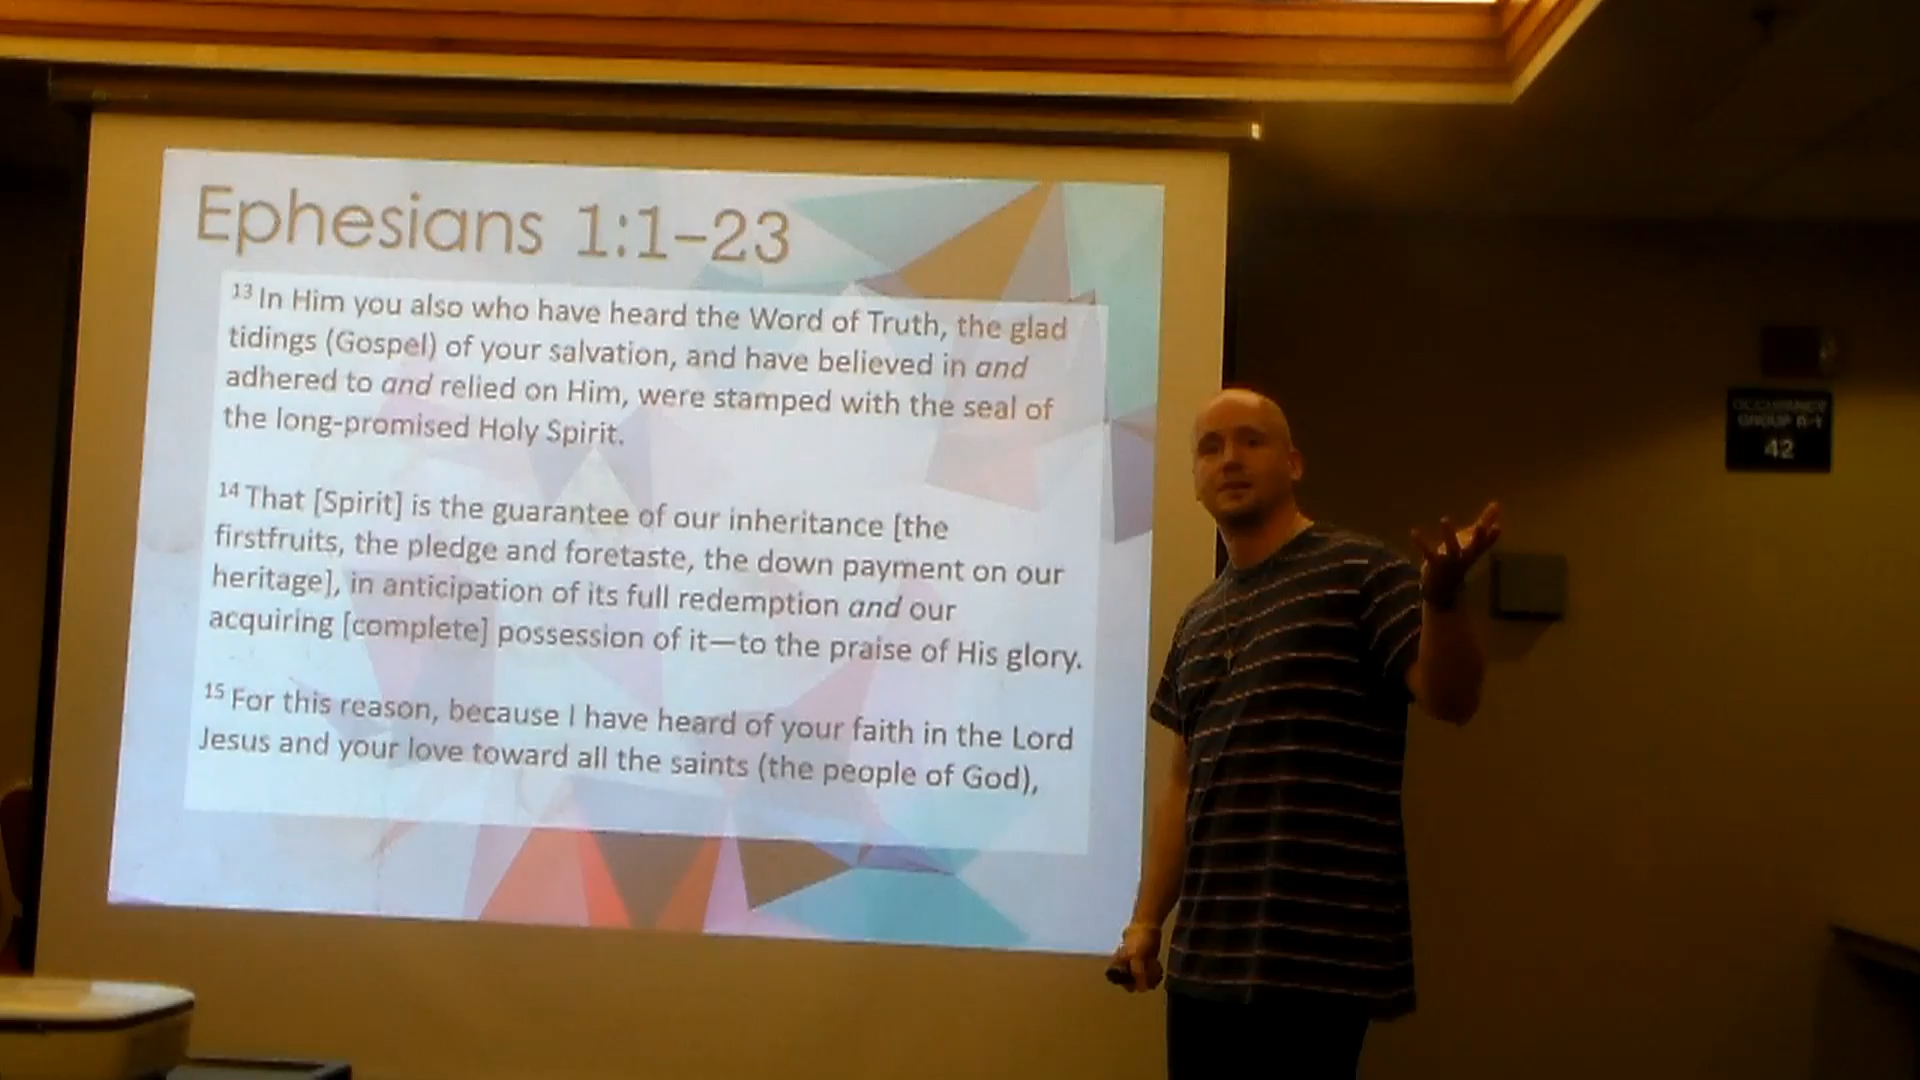 Ephesians 1:1–23
13 In Him you also who have heard the Word of Truth, the glad
tidings (Gospel) of your salvation, and have believed in and
adhered to and relied on Him, were stamped with the seal of
the long-promised Holy Spirit.
14 That [Spirit] is the guarantee of our inheritance [the
firstfruits, the pledge and foretaste, the down payment on our
heritage], in anticipation of its full redemption and our
acquiring [complete] possession of it—to the praise of His glory.
15 For this reason, because I have heard of your faith in the Lord
Jesus and your love toward all the saints (the people of God),
OCCUPANCY
GROUP A-1
42